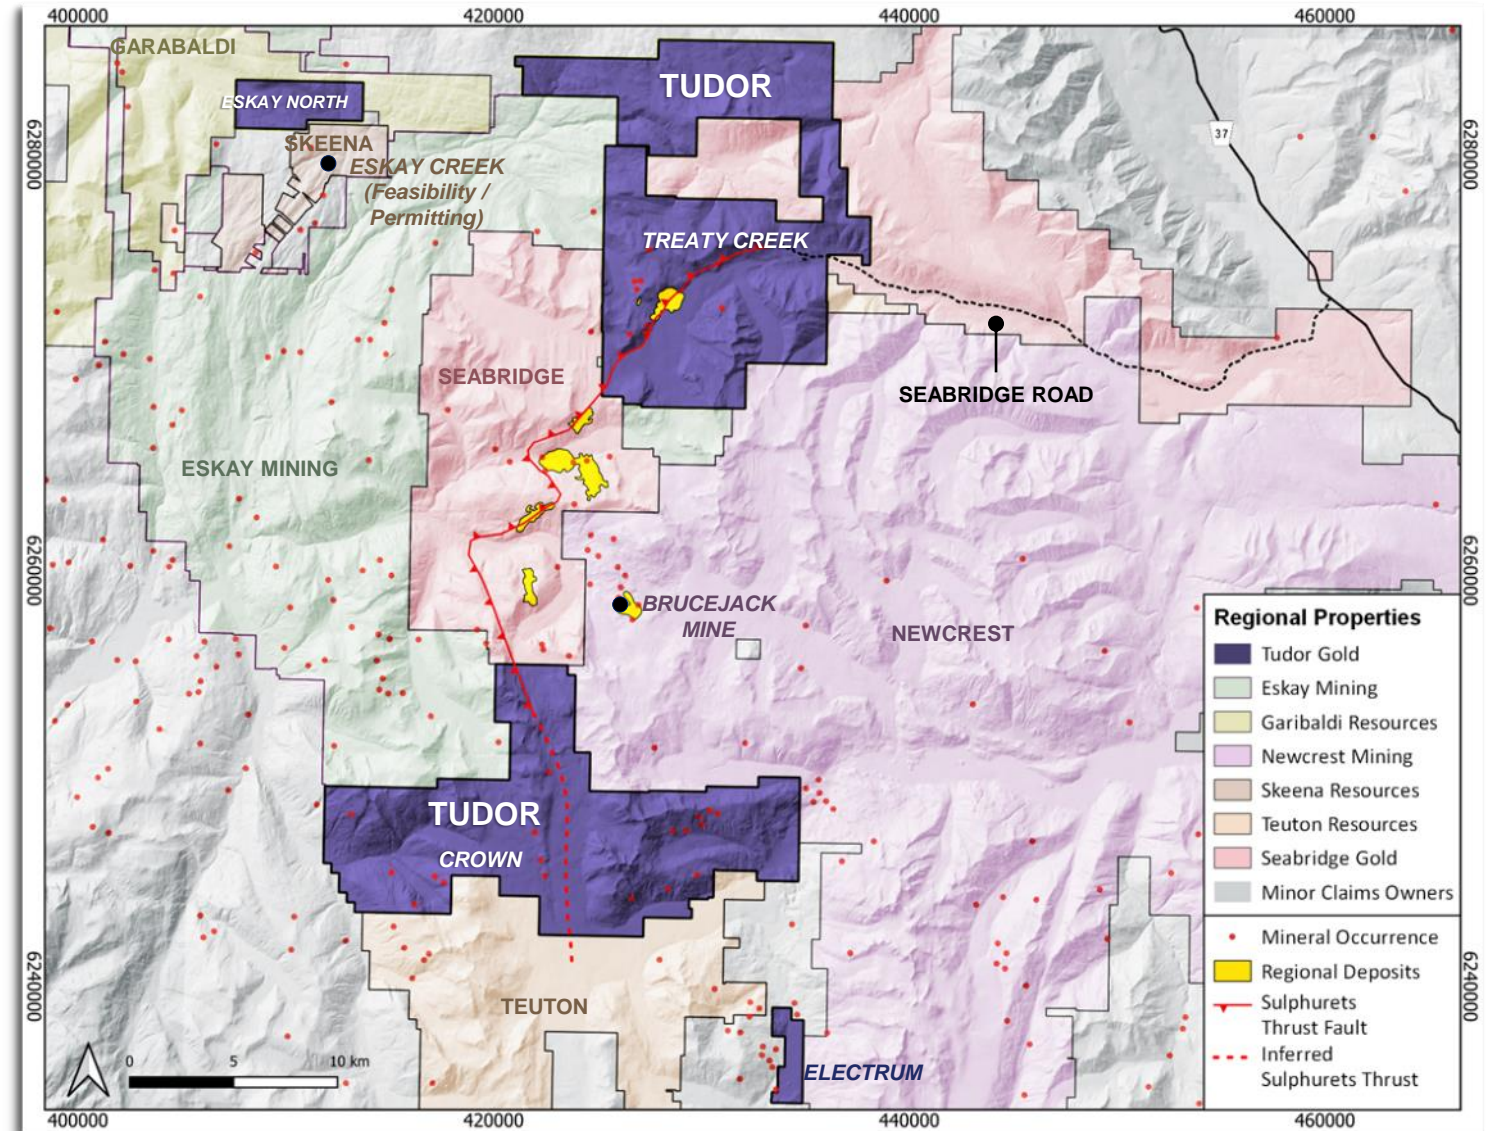 400000
420000
440000
460000
GARABALDI
TUDOR
ESKAY NORTH
37
6280000
6280000
SKEENA
ESKAY CREEK
(Feasibility /
Permitting)
TREATY CREEK
SEABRIDGE
SEABRIDGE ROAD
ESKAY MINING
6260000
6260000
BRUCEJACK
MINE
NEWCREST
Regional Properties
Tudor Gold
Eskay Mining
Garibaldi Resources
Newcrest Mining
Skeena Resources
Teuton Resources
Seabridge Gold
Minor Claims Owners
Mineral Occurrence
Regional Deposits
Sulphurets
Thrust Fault
Inferred
Sulphurets Thrust
TUDOR
CROWN
6240000
6240000
TEUTON
ELECTRUM
0
5
10 km
400000
420000
440000
460000